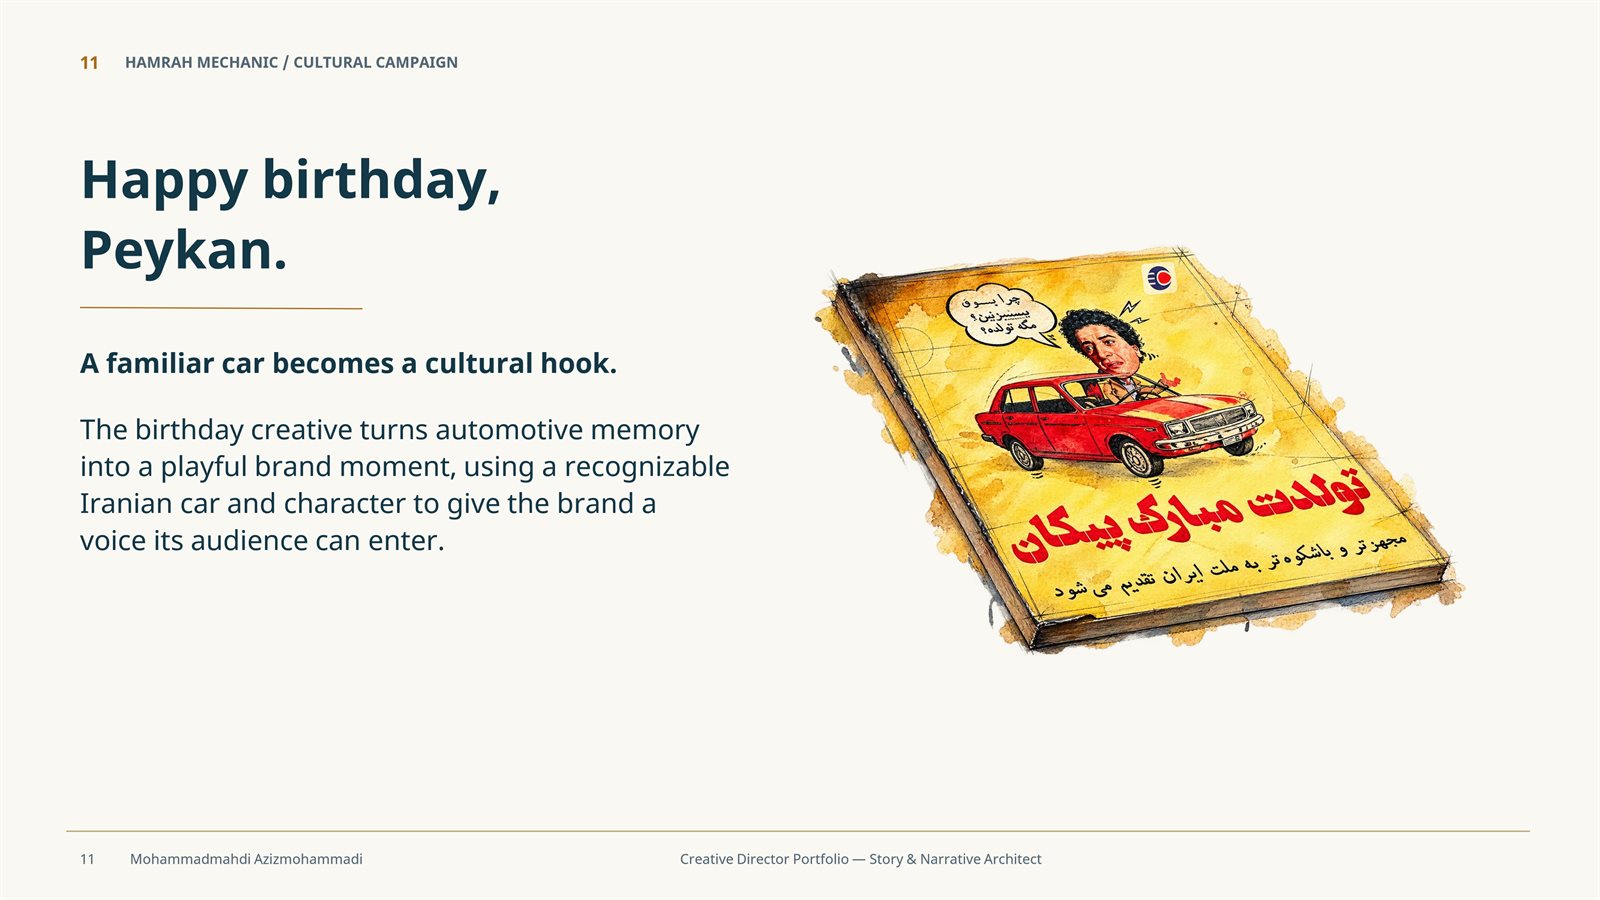 11 HAMRAH MECHANIC / CULTURAL CAMPAIGN
Happy birthday,
Peykan.
A familiar car becomes a cultural hook.
The birthday creative turns automotive memory
into a playful brand moment, using a recognizable
Iranian car and character to give the brand a
voice its audience can enter.
چرا بسوق
مگه تولده؟
تولدت مبارک پیکان
مجهزتر و باشکوه‌تر به ملت ایران تقدیم می شود
11 Mohammadmahdi Azizmohammadi Creative Director Portfolio — Story & Narrative Architect